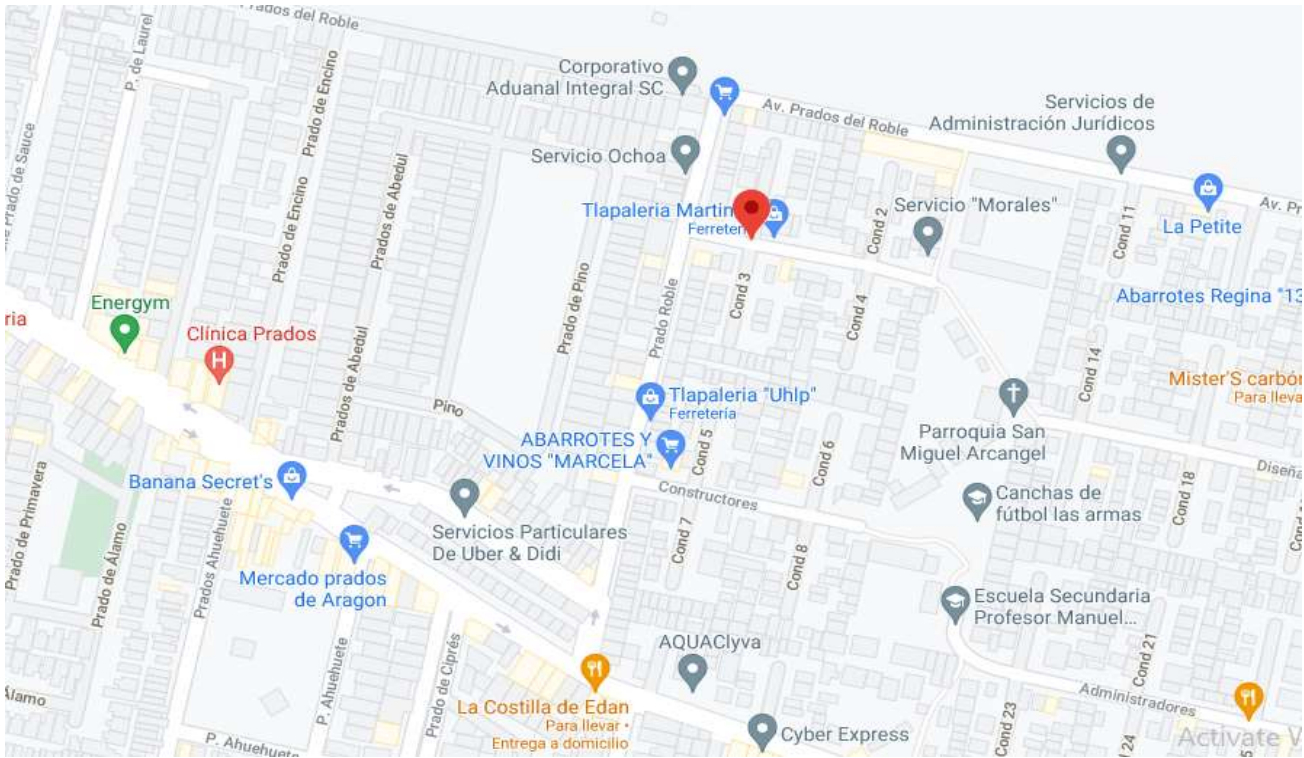 Prados del Roble
P. de Laurel
Prado de Sauce
Prado de Encino
Prado de Encino
Prados de Abedul
Prados de Abedul
Corporativo
Aduanal Integral SC
Av. Prados del Roble
Servicios de
Administración Jurídicos
Servicio Ochoa
Tlapaleria Martin
Ferreter
Servicio "Morales"
Cond 2
Cond 11
La Petite
Av. Pr
Prado de Pino
Prado Roble
Cond 3
Cond 4
Abarrotes Regina "13
Energym
ria
Clínica Prados
H
Cond 14
Mister'S carbón
Para lleva
Tlapaleria "Uhlp"
Ferretería
Pino
ABARROTES Y
VINOS "MARCELA"
Cond 5
Cond 6
Parroquia San
Miguel Arcangel
Diseña
Banana Secret's
Constructores
Canchas de
fútbol las armas
Cond 18
Con
Prado de Primavera
Prado de Álamo
Prados Ahuehuete
Servicios Particulares
De Uber & Didi
Cond 7
Cond 8
Mercado prados
de Aragon
Escuela Secundaria
Profesor Manuel...
P. Ahuehuete
Prado de Ciprés
AQUAClyva
Cond 21
Álamo
La Costilla de Edan
Para llevar •
Entrega a domicilio
Administradores
P. Ahuehuete
Cyber Express
Cond 23
Cond 24
Activate V